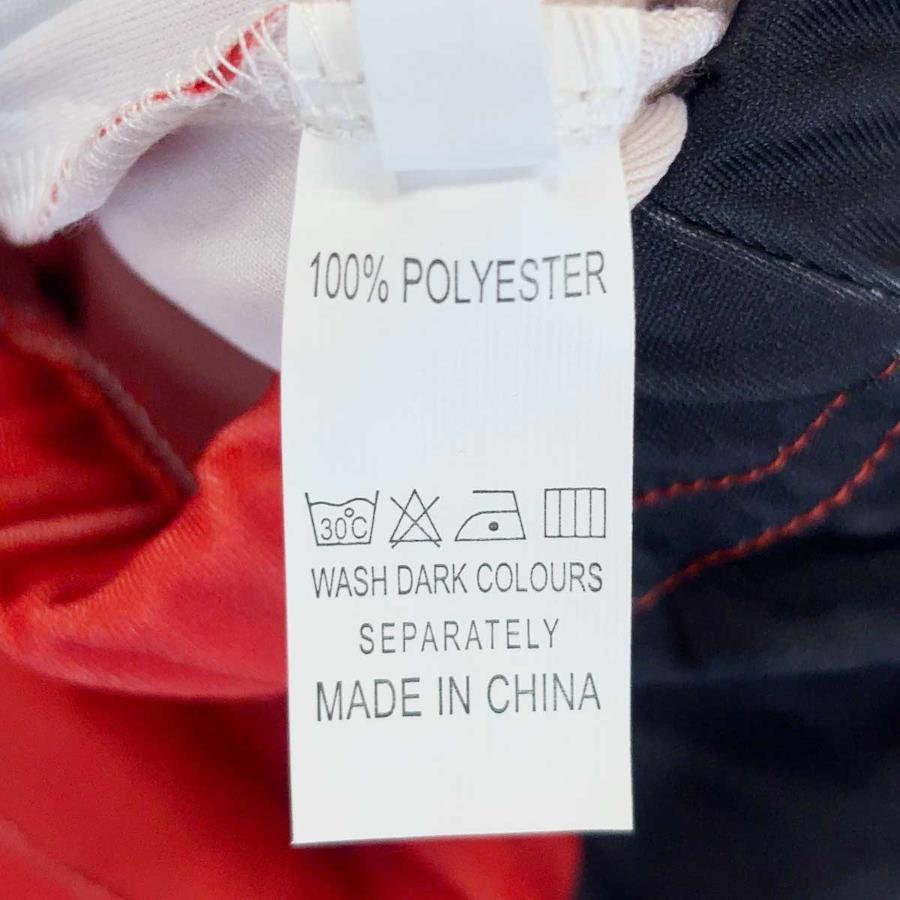 100% POLYESTER
30°C
WASH DARK COLOURS
SEPARATELY
MADE IN CHINA